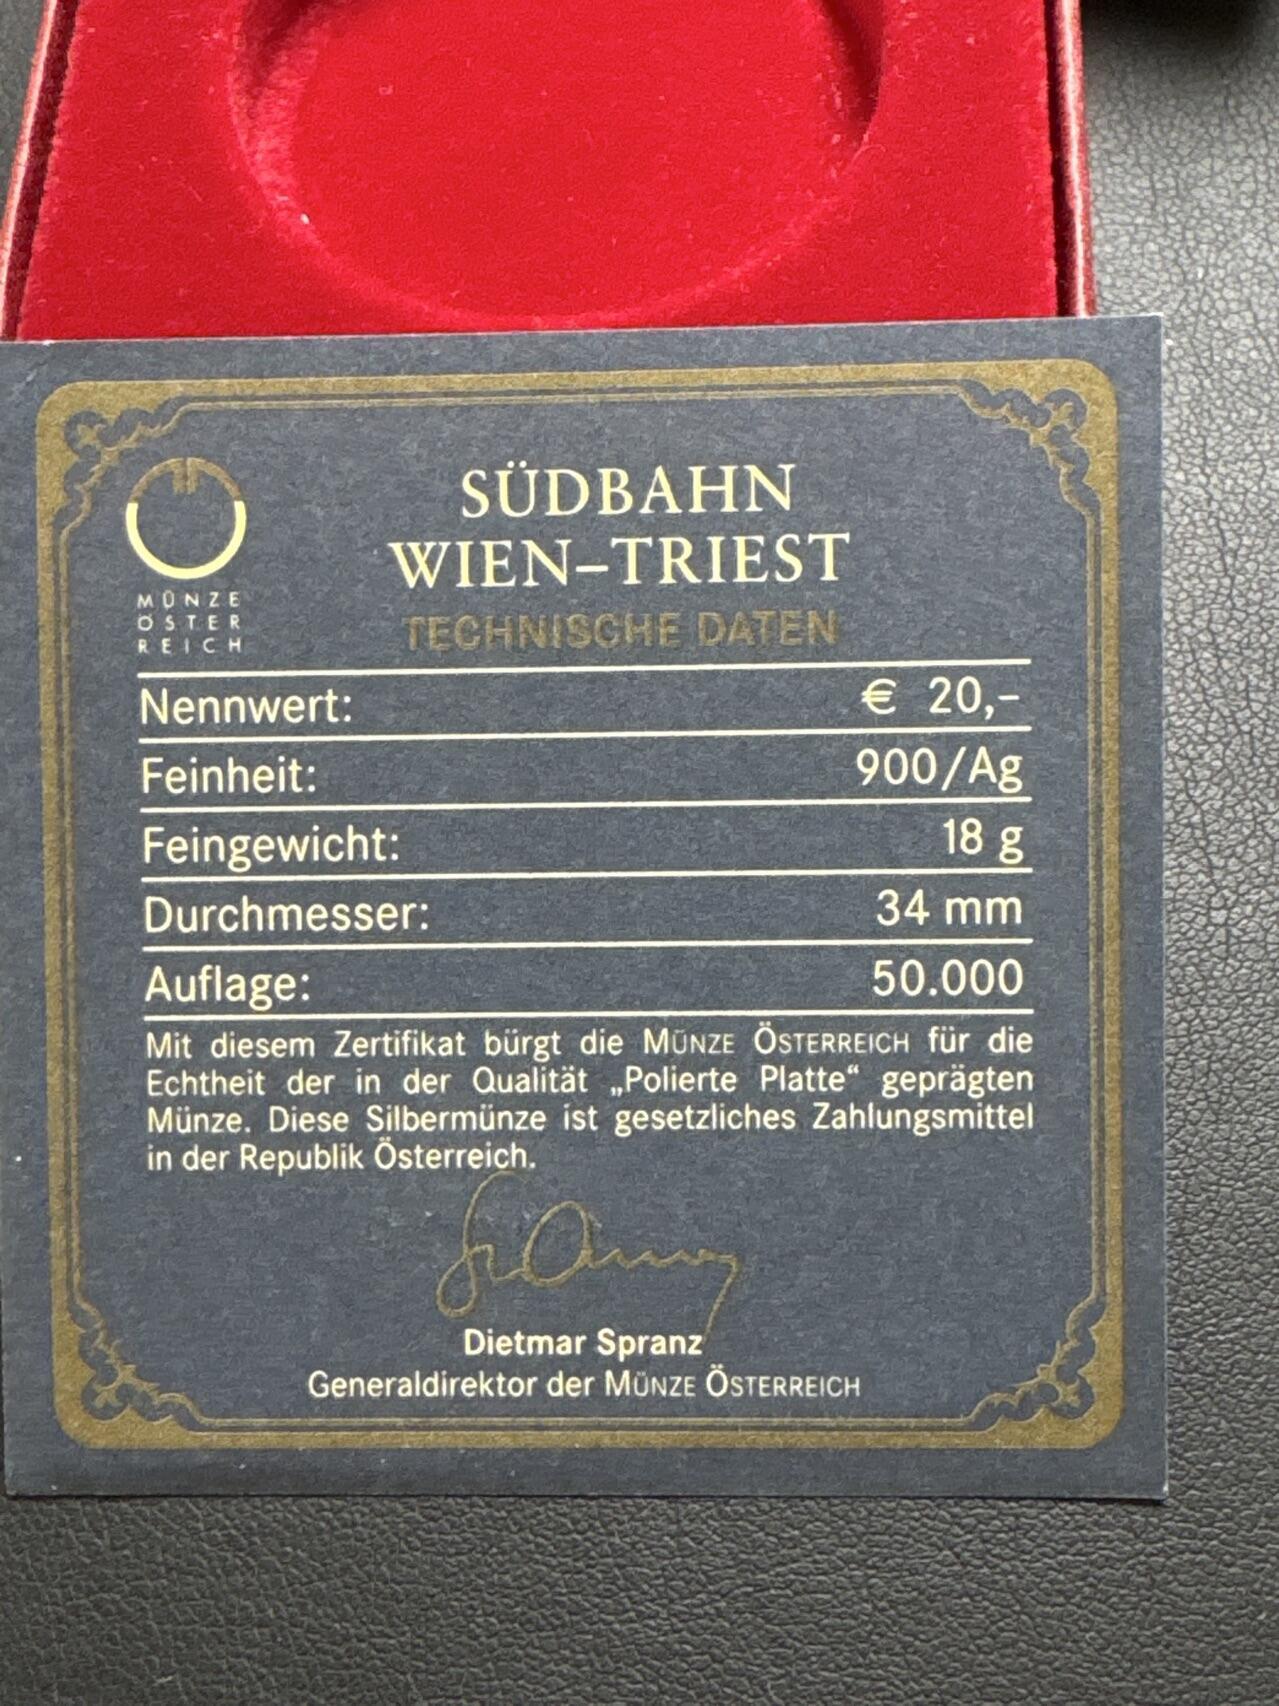 MÜNZE
ÖSTER
REICH
SÜDBAHN
WIEN–TRIEST
TECHNISCHE DATEN
Nennwert: € 20,–
Feinheit: 900/Ag
Feingewicht: 18 g
Durchmesser: 34 mm
Auflage: 50.000
Mit diesem Zertifikat bürgt die MÜNZE ÖSTERREICH für die
Echtheit der in der Qualität „Polierte Platte“ geprägten
Münze. Diese Silbermünze ist gesetzliches Zahlungsmittel
in der Republik Österreich.
Dietmar Spranz
Generaldirektor der MÜNZE ÖSTERREICH